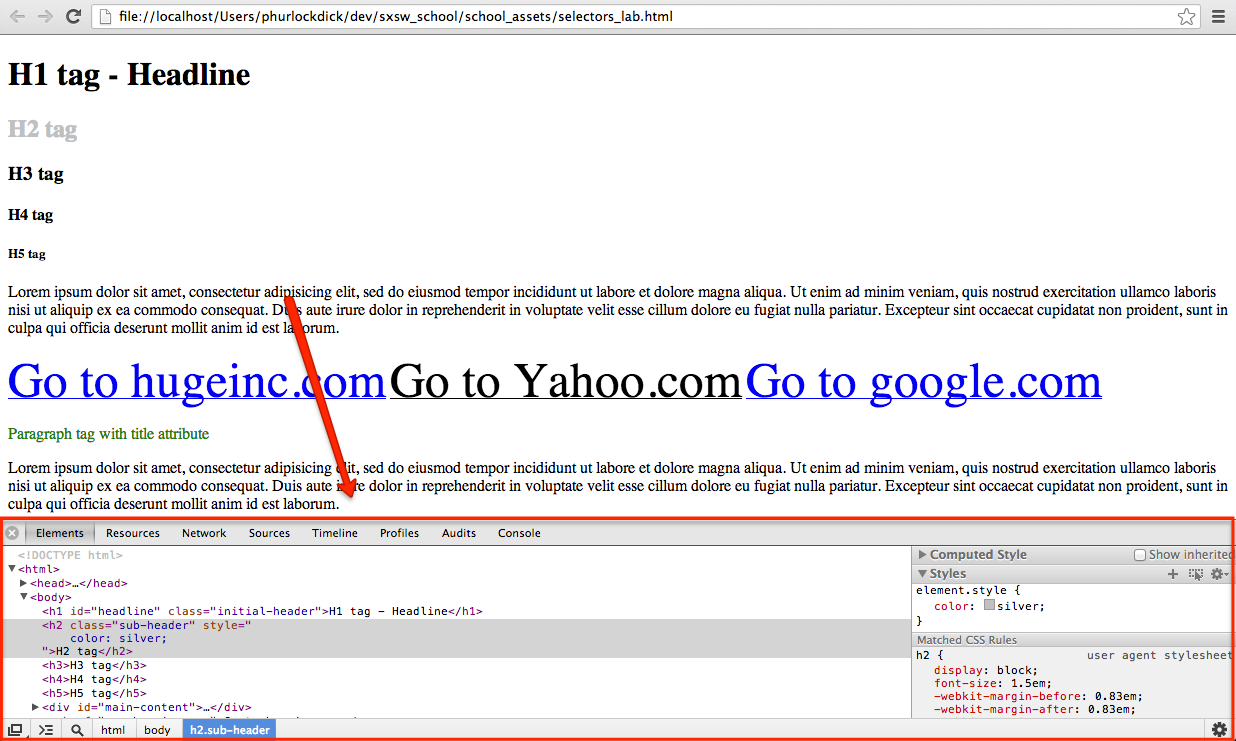 file://localhost/Users/phurlockdick/dev/sxsw_school/school_assets/selectors_lab.html
H1 tag - Headline
H2 tag
H3 tag
H4 tag
H5 tag
Lorem ipsum dolor sit amet, consectetur adipisicing elit, sed do eiusmod tempor incididunt ut labore et dolore magna aliqua. Ut enim ad minim veniam, quis nostrud exercitation ullamco laboris
nisi ut aliquip ex ea commodo consequat. Duis aute irure dolor in reprehenderit in voluptate velit esse cillum dolore eu fugiat nulla pariatur. Excepteur sint occaecat cupidatat non proident, sunt in
culpa qui officia deserunt mollit anim id est laborum.
Go to hugeinc.com Go to Yahoo.com Go to google.com
Paragraph tag with title attribute
Lorem ipsum dolor sit amet, consectetur adipisicing elit, sed do eiusmod tempor incididunt ut labore et dolore magna aliqua. Ut enim ad minim veniam, quis nostrud exercitation ullamco laboris
nisi ut aliquip ex ea commodo consequat. Duis aute irure dolor in reprehenderit in voluptate velit esse cillum dolore eu fugiat nulla pariatur. Excepteur sint occaecat cupidatat non proident, sunt in
culpa qui officia deserunt mollit anim id est laborum.
Elements Resources Network Sources Timeline Profiles Audits Console
<!DOCTYPE html>
<html>
<head>…</head>
<body>
<h1 id="headline" class="initial-header">H1 tag - Headline</h1>
<h2 class="sub-header" style="
color: silver;
">H2 tag</h2>
<h3>H3 tag</h3>
<h4>H4 tag</h4>
<h5>H5 tag</h5>
<div id="main-content">…</div>
Computed Style Show inherited
Styles
element.style {
color: silver;
}
Matched CSS Rules
h2 { user agent stylesheet
display: block;
font-size: 1.5em;
-webkit-margin-before: 0.83em;
-webkit-margin-after: 0.83em;
html body h2.sub-header